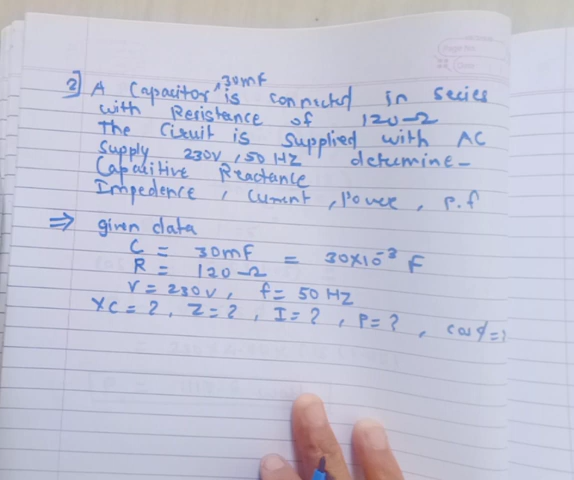 30mF
2] A Capacitor ^ is connected in series
with Resistance of 120-Ω
The Circuit is Supplied with AC
Supply 230V, 50 HZ determine-
Capacitive Reactance
Impedence, Current, Power, p.f
⇒ given data
C = 30mF = 30×10⁻³ F
R = 120-Ω
V = 230V, f= 50 HZ
XC = ?, Z = ?, I = ?, P = ?, cosφ=?